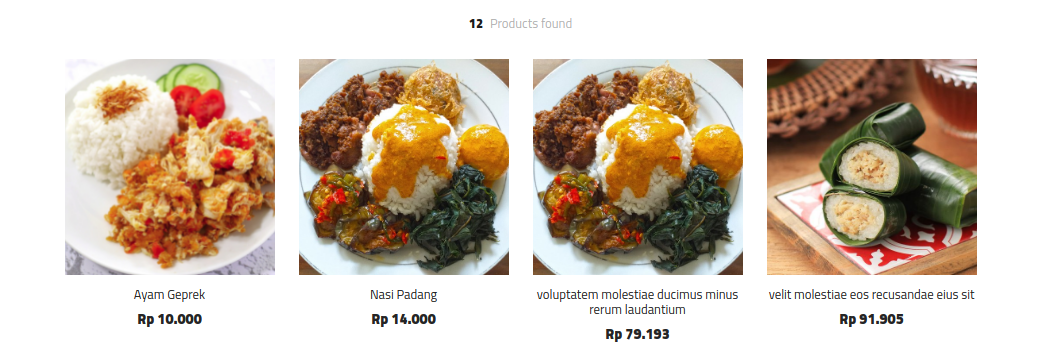 12 Products found
Ayam Geprek
Rp 10.000
Nasi Padang
Rp 14.000
voluptatem molestiae ducimus minus
rerum laudantium
Rp 79.193
velit molestiae eos recusandae eius sit
Rp 91.905